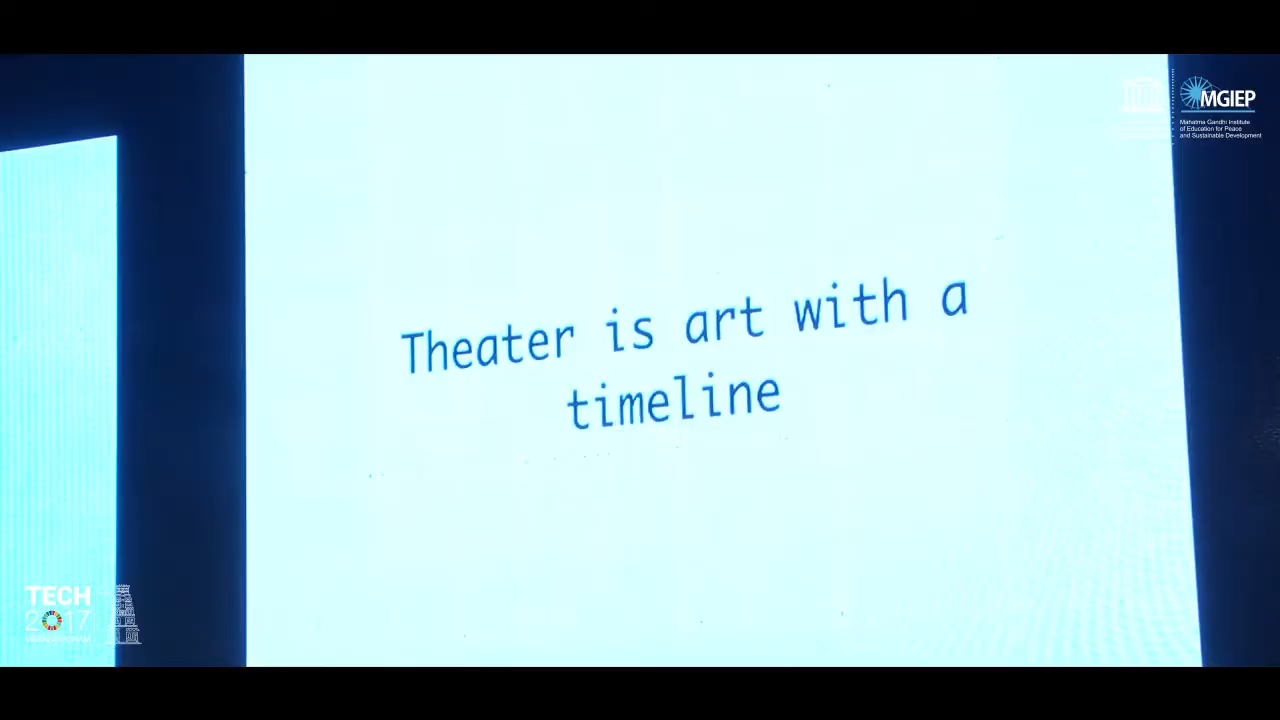 MGIEP
Mahatma Gandhi Institute
of Education for Peace
and Sustainable Development
Theater is art with a
timeline
TECH
2017